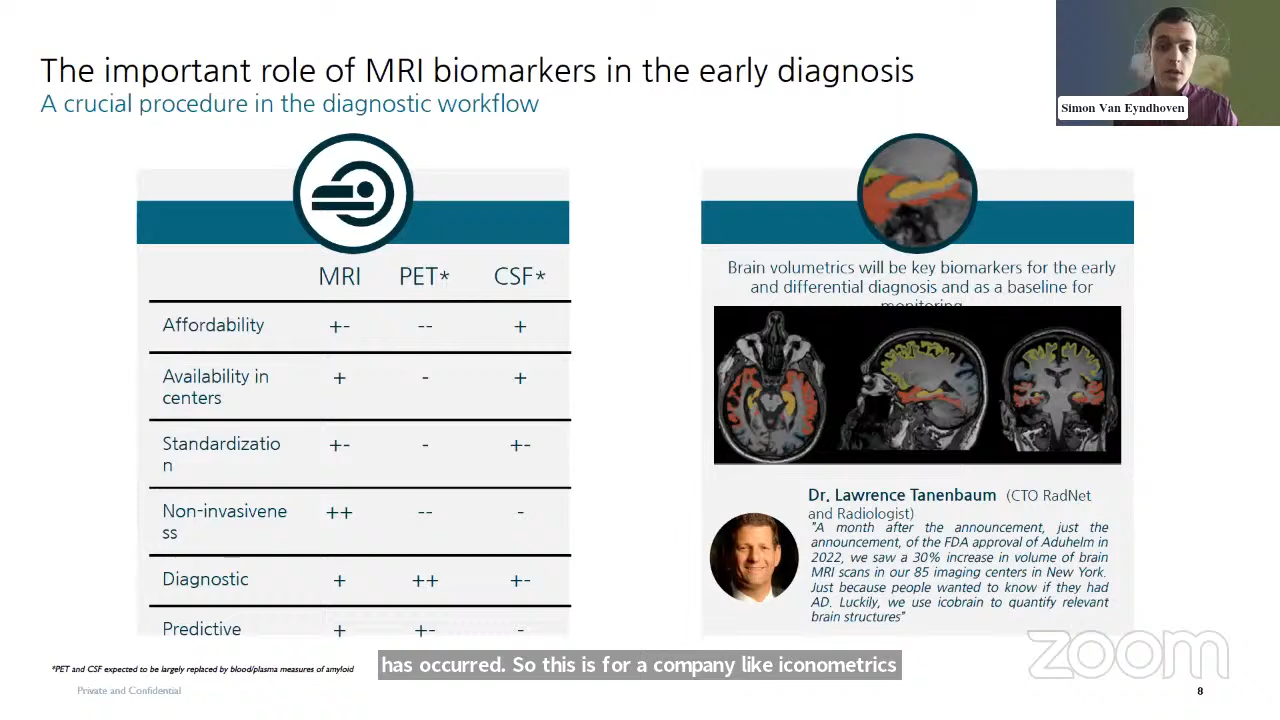 The important role of MRI biomarkers in the early diagnosis
A crucial procedure in the diagnostic workflow
Simon Van Eyndhoven
MRI PET* CSF*
Affordability +- -- +
Availability in
centers + - +
Standardizatio
n +- - +-
Non-invasivene
ss ++ -- -
Diagnostic + ++ +-
Predictive + +- -
Brain volumetrics will be key biomarkers for the early
and differential diagnosis and as a baseline for
monitoring
Dr. Lawrence Tanenbaum (CTO RadNet
and Radiologist)
"A month after the announcement, just the
announcement, of the FDA approval of Aduhelm in
2022, we saw a 30% increase in volume of brain
MRI scans in our 85 imaging centers in New York.
Just because people wanted to know if they had
AD. Luckily, we use icobrain to quantify relevant
brain structures"
*PET and CSF expected to be largely replaced by blood/plasma measures of amyloid
has occurred. So this is for a company like iconometrics
zoom
Private and Confidential
8